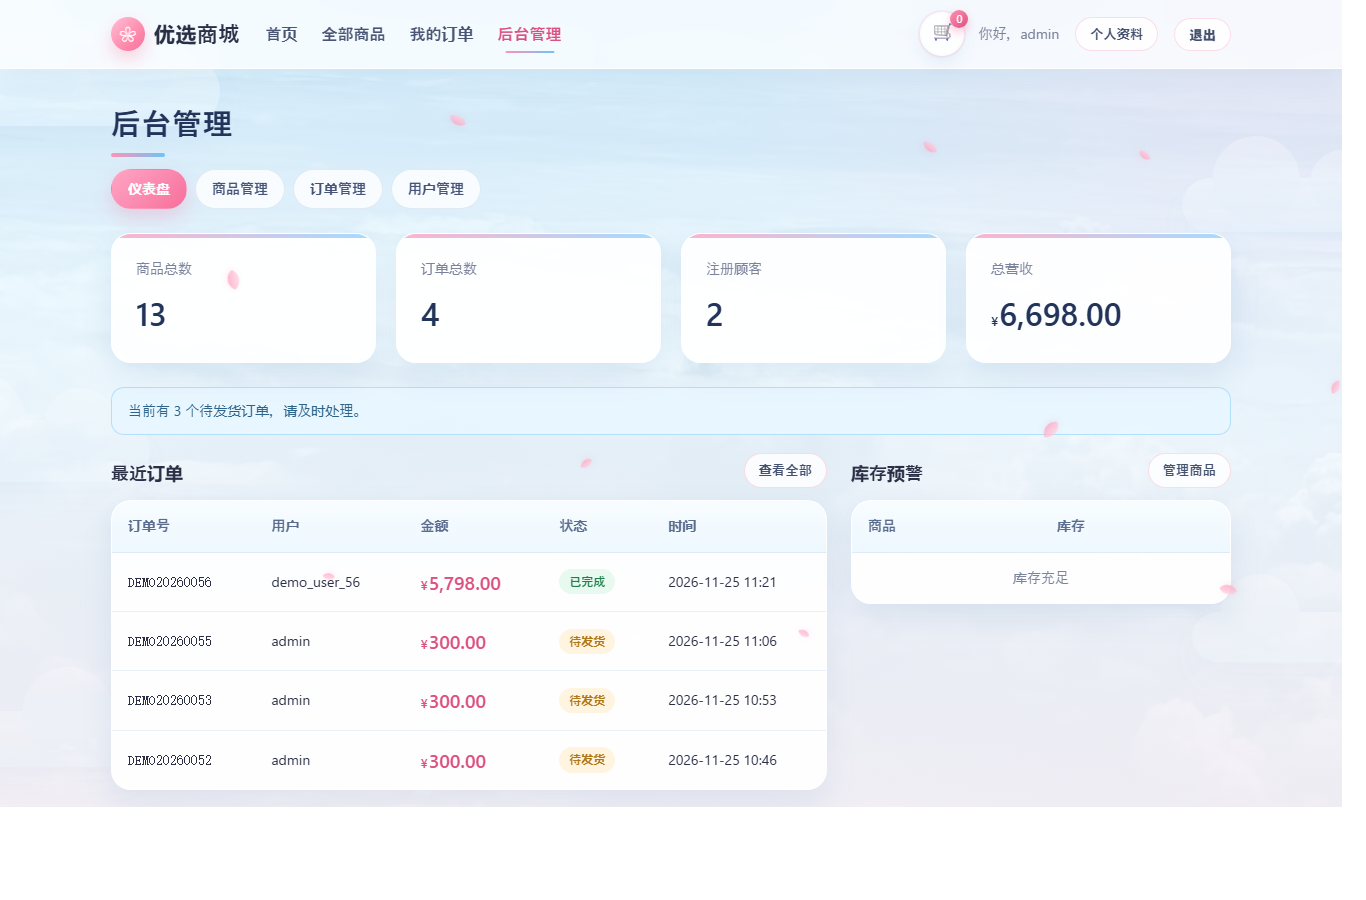 优选商城 首页 全部商品 我的订单 后台管理 0 你好，admin 个人资料 退出
后台管理
仪表盘 商品管理 订单管理 用户管理
商品总数 订单总数 注册顾客 总营收
13 4 2 ¥6,698.00
当前有 3 个待发货订单，请及时处理。
最近订单 查看全部 库存预警 管理商品
订单号 用户 金额 状态 时间 商品 库存
DEMO20260056 demo_user_56 ¥5,798.00 已完成 2026-11-25 11:21 库存充足
DEMO20260055 admin ¥300.00 待发货 2026-11-25 11:06
DEMO20260053 admin ¥300.00 待发货 2026-11-25 10:53
DEMO20260052 admin ¥300.00 待发货 2026-11-25 10:46